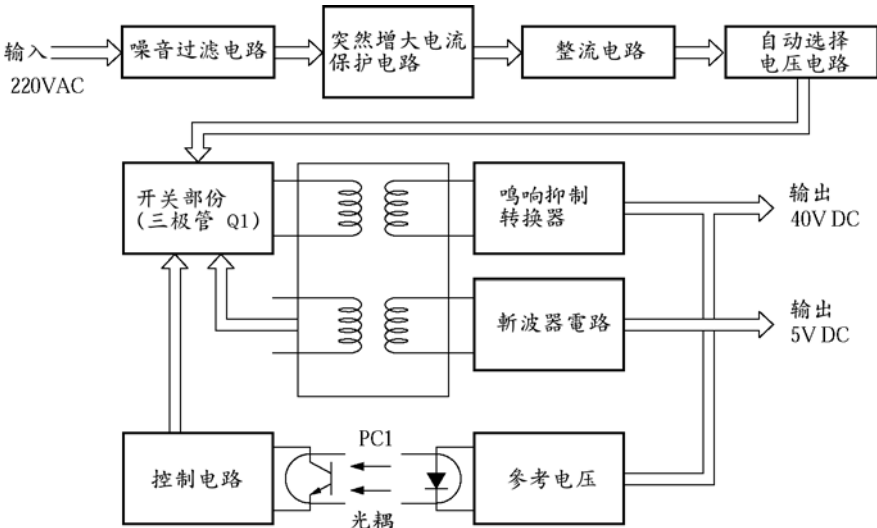 输入
220VAC
噪音过滤电路
突然增大电流
保护电路
整流电路
自动选择
电压电路
开关部份
(三极管 Q1)
鸣响抑制
转换器
输出
40V DC
斬波器電路
输出
5V DC
控制电路
PC1
光耦
参考电压